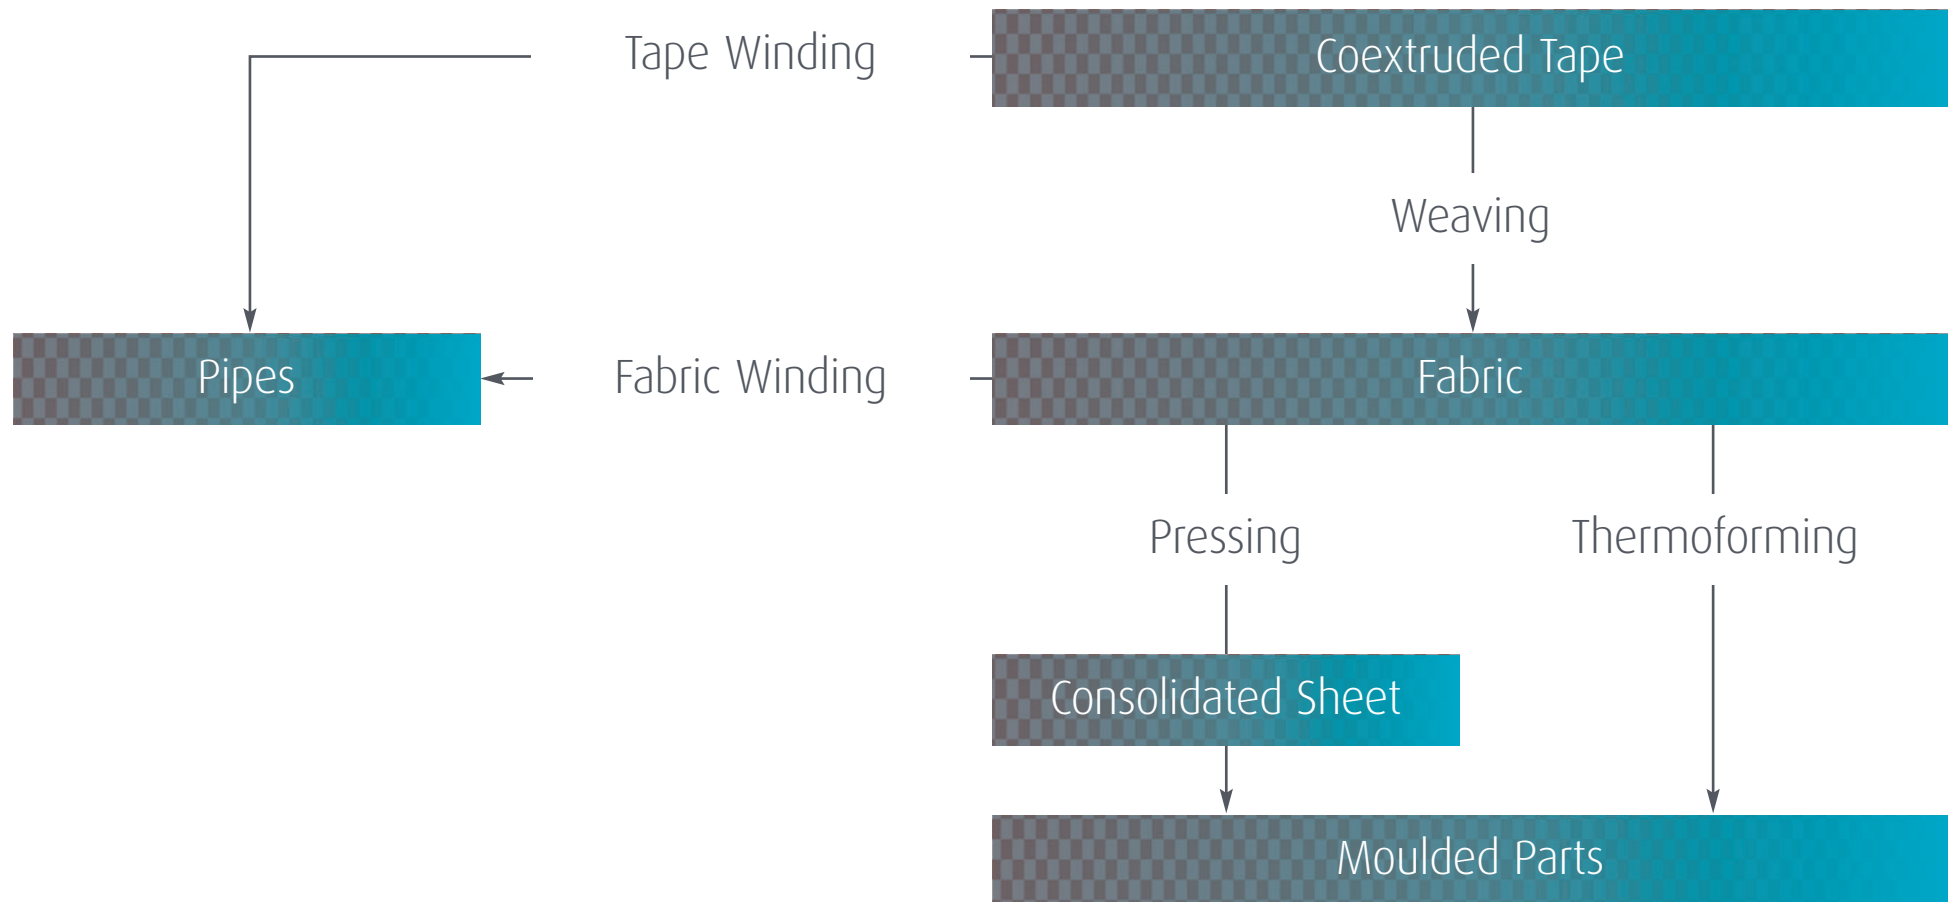 Tape Winding
Coextruded Tape
Weaving
Pipes
Fabric Winding
Fabric
Pressing
Thermoforming
Consolidated Sheet
Moulded Parts